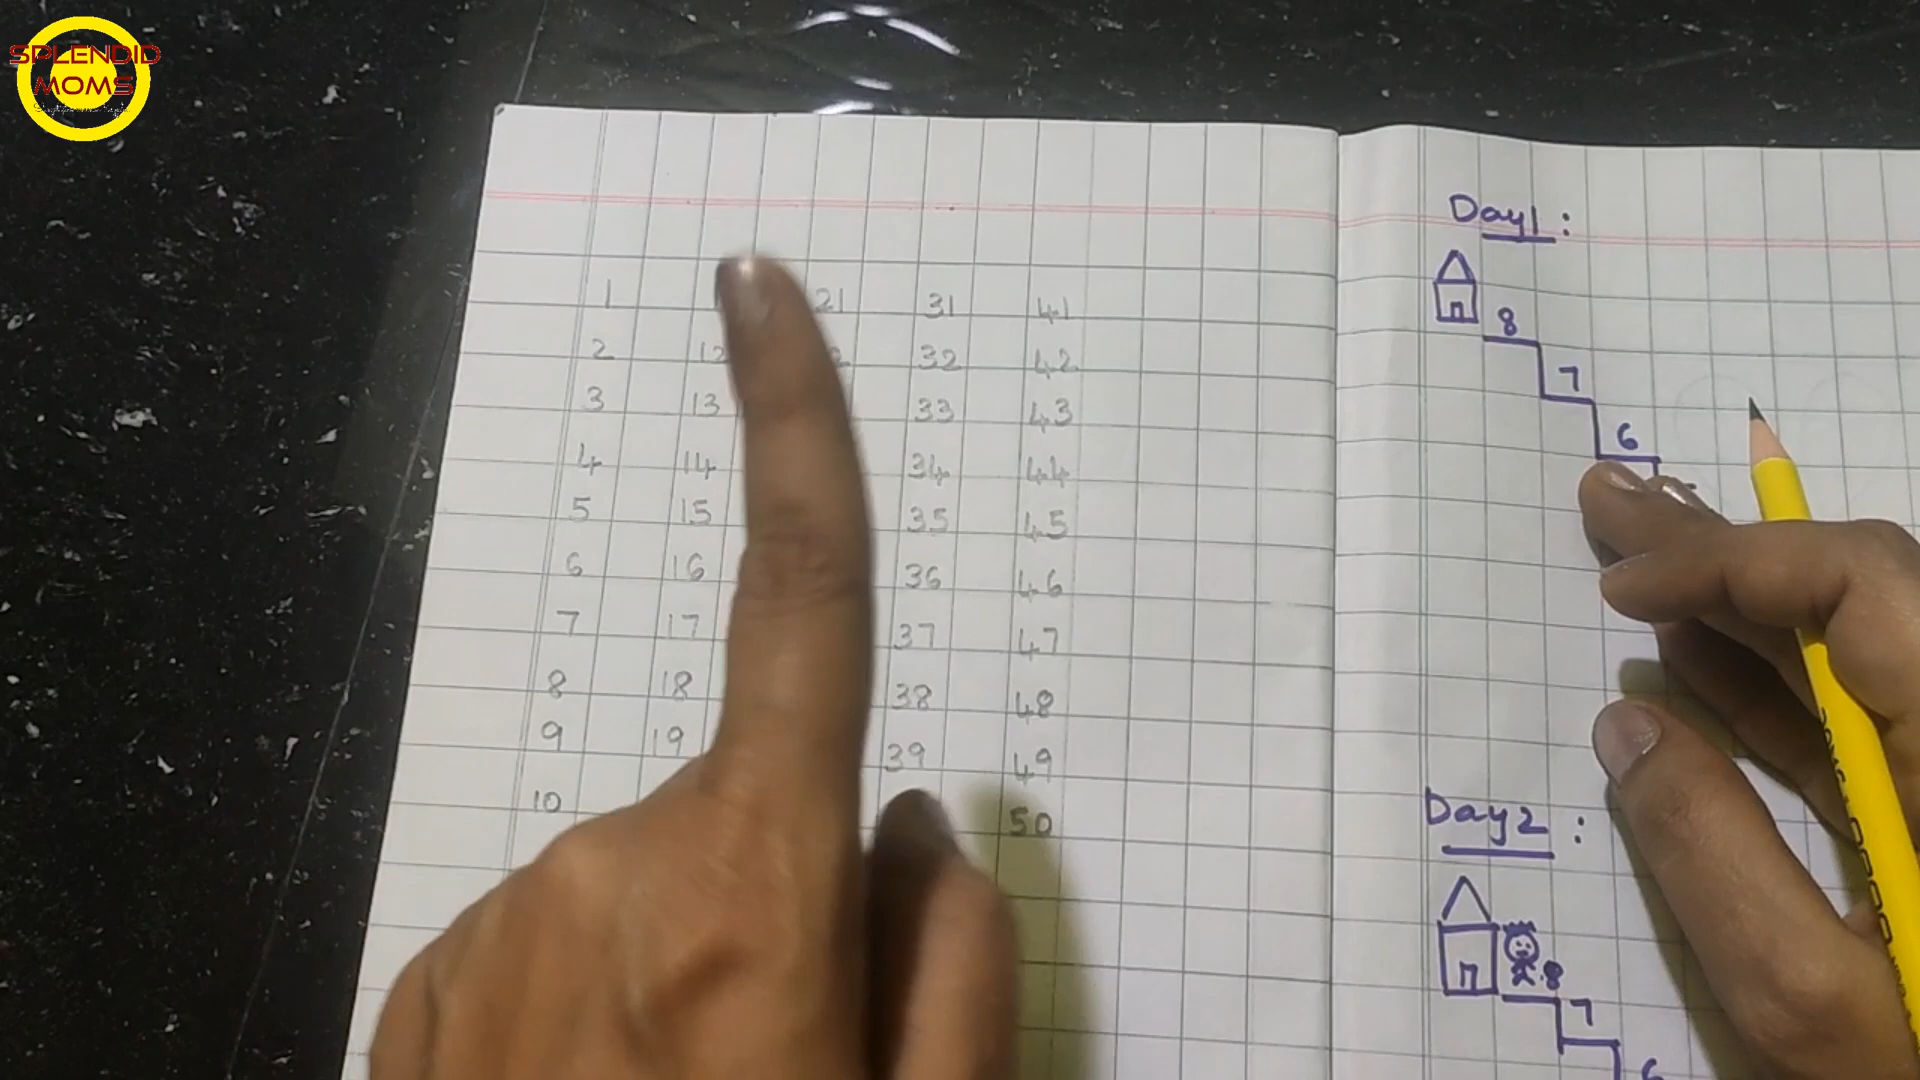 SPLENDID
MOMS
1 21 31 41
2 12 32 42
3 13 33 43
4 14 34 44
5 15 35 45
6 16 36 46
7 17 37 47
8 18 38 48
9 19 39 49
10 50
Day1 :
8
7
6
Day2 :
8
7
6